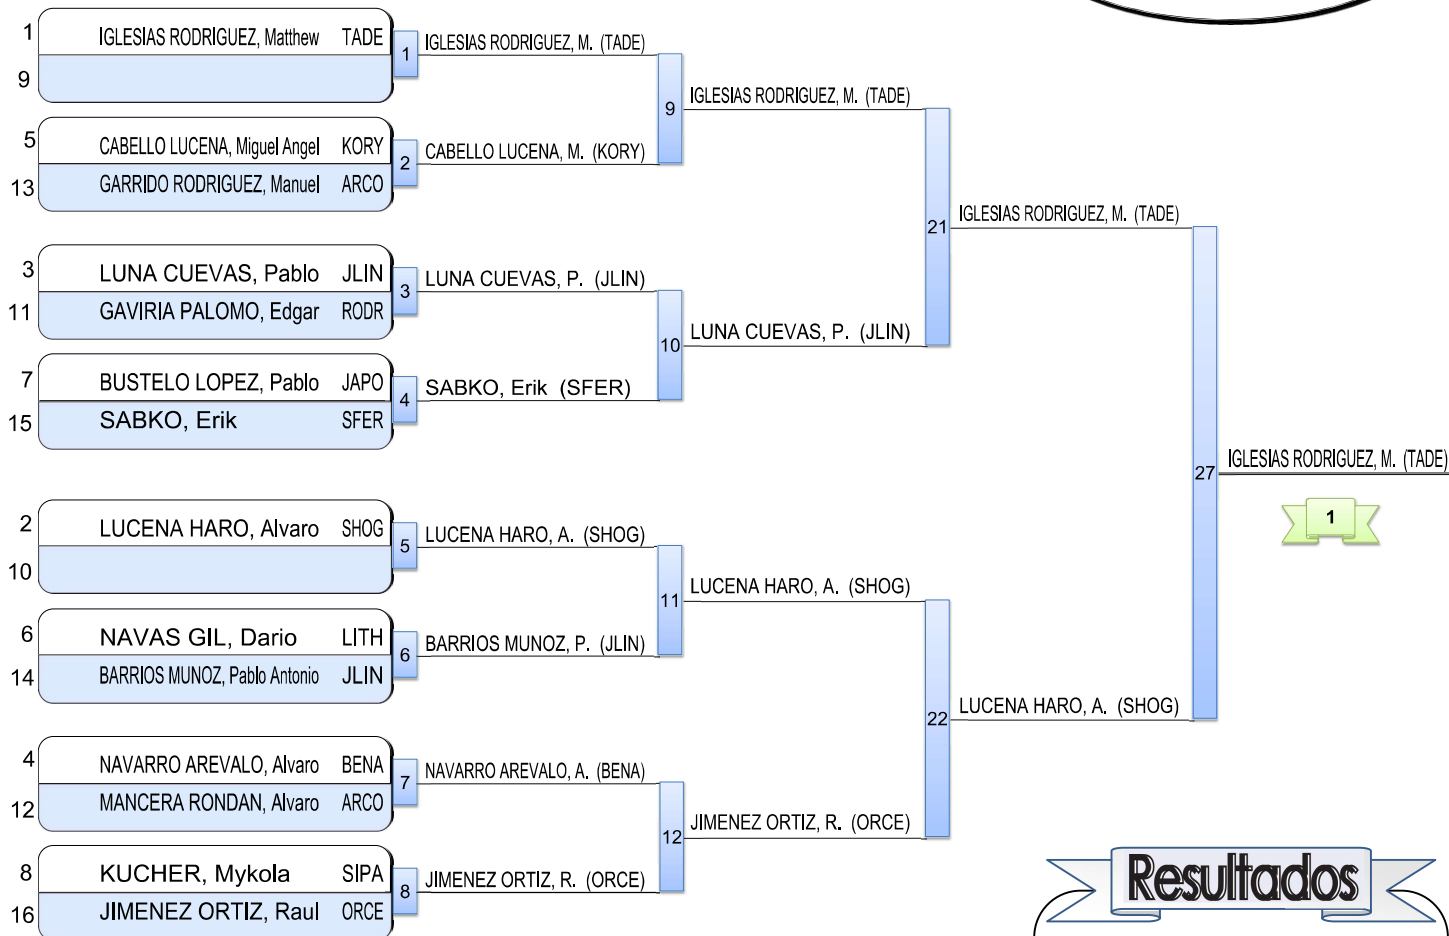 1 IGLESIAS RODRIGUEZ, Matthew TADE
9
1
IGLESIAS RODRIGUEZ, M. (TADE)
5 CABELLO LUCENA, Miguel Angel KORY
13 GARRIDO RODRIGUEZ, Manuel ARCO
2
CABELLO LUCENA, M. (KORY)
9
IGLESIAS RODRIGUEZ, M. (TADE)
3 LUNA CUEVAS, Pablo JLIN
11 GAVIRIA PALOMO, Edgar RODR
3
LUNA CUEVAS, P. (JLIN)
7 BUSTELO LOPEZ, Pablo JAPO
15 SABKO, Erik SFER
4
SABKO, Erik (SFER)
10
LUNA CUEVAS, P. (JLIN)
21
IGLESIAS RODRIGUEZ, M. (TADE)
2 LUCENA HARO, Alvaro SHOG
10
5
LUCENA HARO, A. (SHOG)
6 NAVAS GIL, Dario LITH
14 BARRIOS MUNOZ, Pablo Antonio JLIN
6
BARRIOS MUNOZ, P. (JLIN)
11
LUCENA HARO, A. (SHOG)
4 NAVARRO AREVALO, Alvaro BENA
12 MANCERA RONDAN, Alvaro ARCO
7
NAVARRO AREVALO, A. (BENA)
8 KUCHER, Mykola SIPA
16 JIMENEZ ORTIZ, Raul ORCE
8
JIMENEZ ORTIZ, R. (ORCE)
12
JIMENEZ ORTIZ, R. (ORCE)
22
LUCENA HARO, A. (SHOG)
27
IGLESIAS RODRIGUEZ, M. (TADE)
1
Resultados